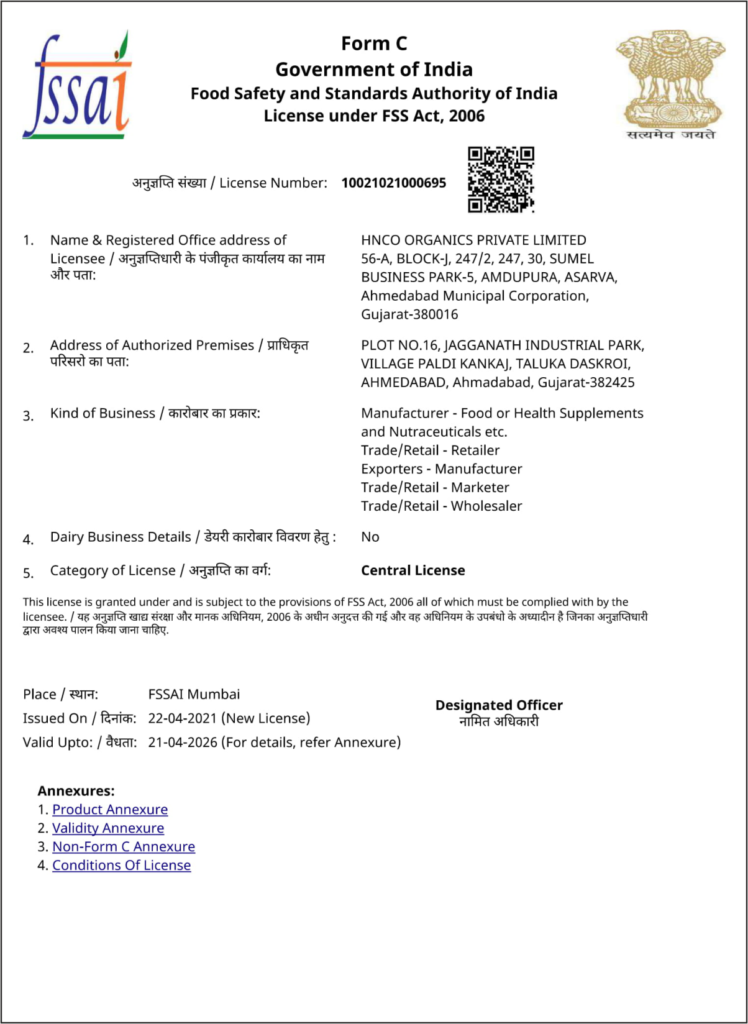 fssai
Form C
Government of India
Food Safety and Standards Authority of India
License under FSS Act, 2006
सत्यमेव जयते
अनुज्ञप्ति संख्या / License Number: 10021021000695
1. Name & Registered Office address of
Licensee / अनुज्ञप्तिधारी के पंजीकृत कार्यालय का नाम
और पता:
HNCO ORGANICS PRIVATE LIMITED
56-A, BLOCK-J, 247/2, 247, 30, SUMEL
BUSINESS PARK-5, AMDUPURA, ASARVA,
Ahmedabad Municipal Corporation,
Gujarat-380016
2. Address of Authorized Premises / प्राधिकृत
परिसरो का पता:
PLOT NO.16, JAGGANATH INDUSTRIAL PARK,
VILLAGE PALDI KANKAJ, TALUKA DASKROI,
AHMEDABAD, Ahmadabad, Gujarat-382425
3. Kind of Business / कारोबार का प्रकार:
Manufacturer - Food or Health Supplements
and Nutraceuticals etc.
Trade/Retail - Retailer
Exporters - Manufacturer
Trade/Retail - Marketer
Trade/Retail - Wholesaler
4. Dairy Business Details / डेयरी कारोबार विवरण हेतु : No
5. Category of License / अनुज्ञप्ति का वर्ग: Central License
This license is granted under and is subject to the provisions of FSS Act, 2006 all of which must be complied with by the
licensee. / यह अनुज्ञप्ति खाद्य संरक्षा और मानक अधिनियम, 2006 के अधीन अनुदत्त की गई और वह अधिनियम के उपबंधो के अध्यादीन है जिनका अनुज्ञप्तिधारी
द्वारा अवश्य पालन किया जाना चाहिए.
Place / स्थान: FSSAI Mumbai
Issued On / दिनांक: 22-04-2021 (New License)
Valid Upto: / वैधता: 21-04-2026 (For details, refer Annexure)
Designated Officer
नामित अधिकारी
Annexures:
1. Product Annexure
2. Validity Annexure
3. Non-Form C Annexure
4. Conditions Of License